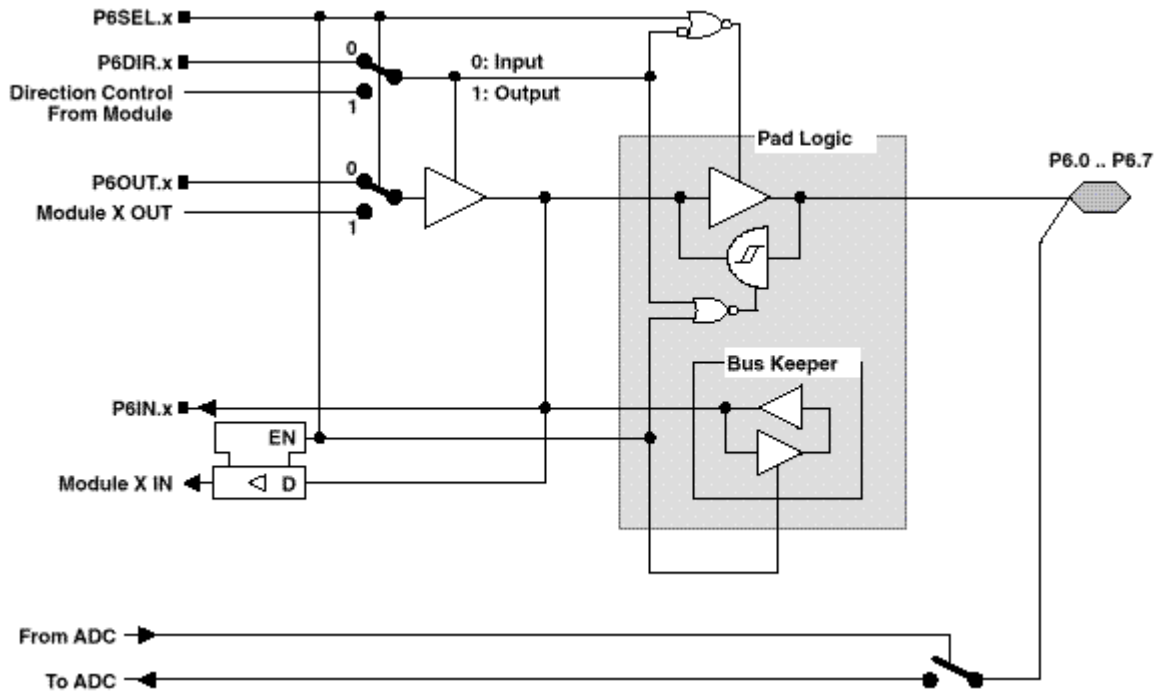 P6SEL.x
P6DIR.x
0
0: Input
Direction Control
From Module
1
1: Output
Pad Logic
P6.0 .. P6.7
P6OUT.x
0
Module X OUT
1
Bus Keeper
P6IN.x
EN
Module X IN
D
From ADC
To ADC